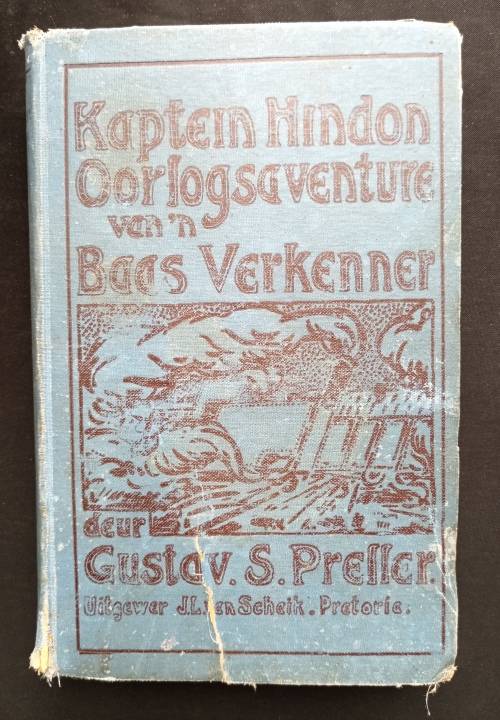 Kaptein Hindon
Oorlogsaventure
van 'n
Baas Verkenner
deur
Gustav. S. Preller.
Uitgewer J.L.van Schaik. Pretoria.